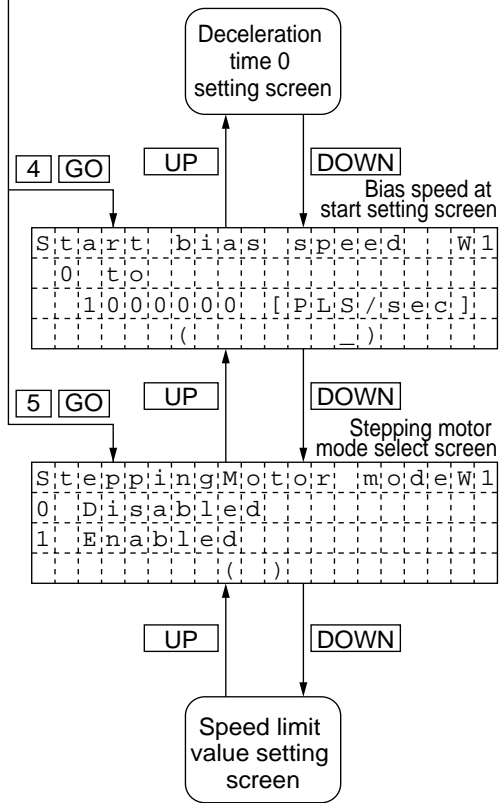 Deceleration
time 0
setting screen
UP
DOWN
4 GO
Bias speed at
start setting screen
Start bias speed W1
0 to
1000000 [PLS/sec]
( _)
UP
DOWN
5 GO
Stepping motor
mode select screen
SteppingMotor modeW1
0 Disabled
1 Enabled
( )
UP
DOWN
Speed limit
value setting
screen